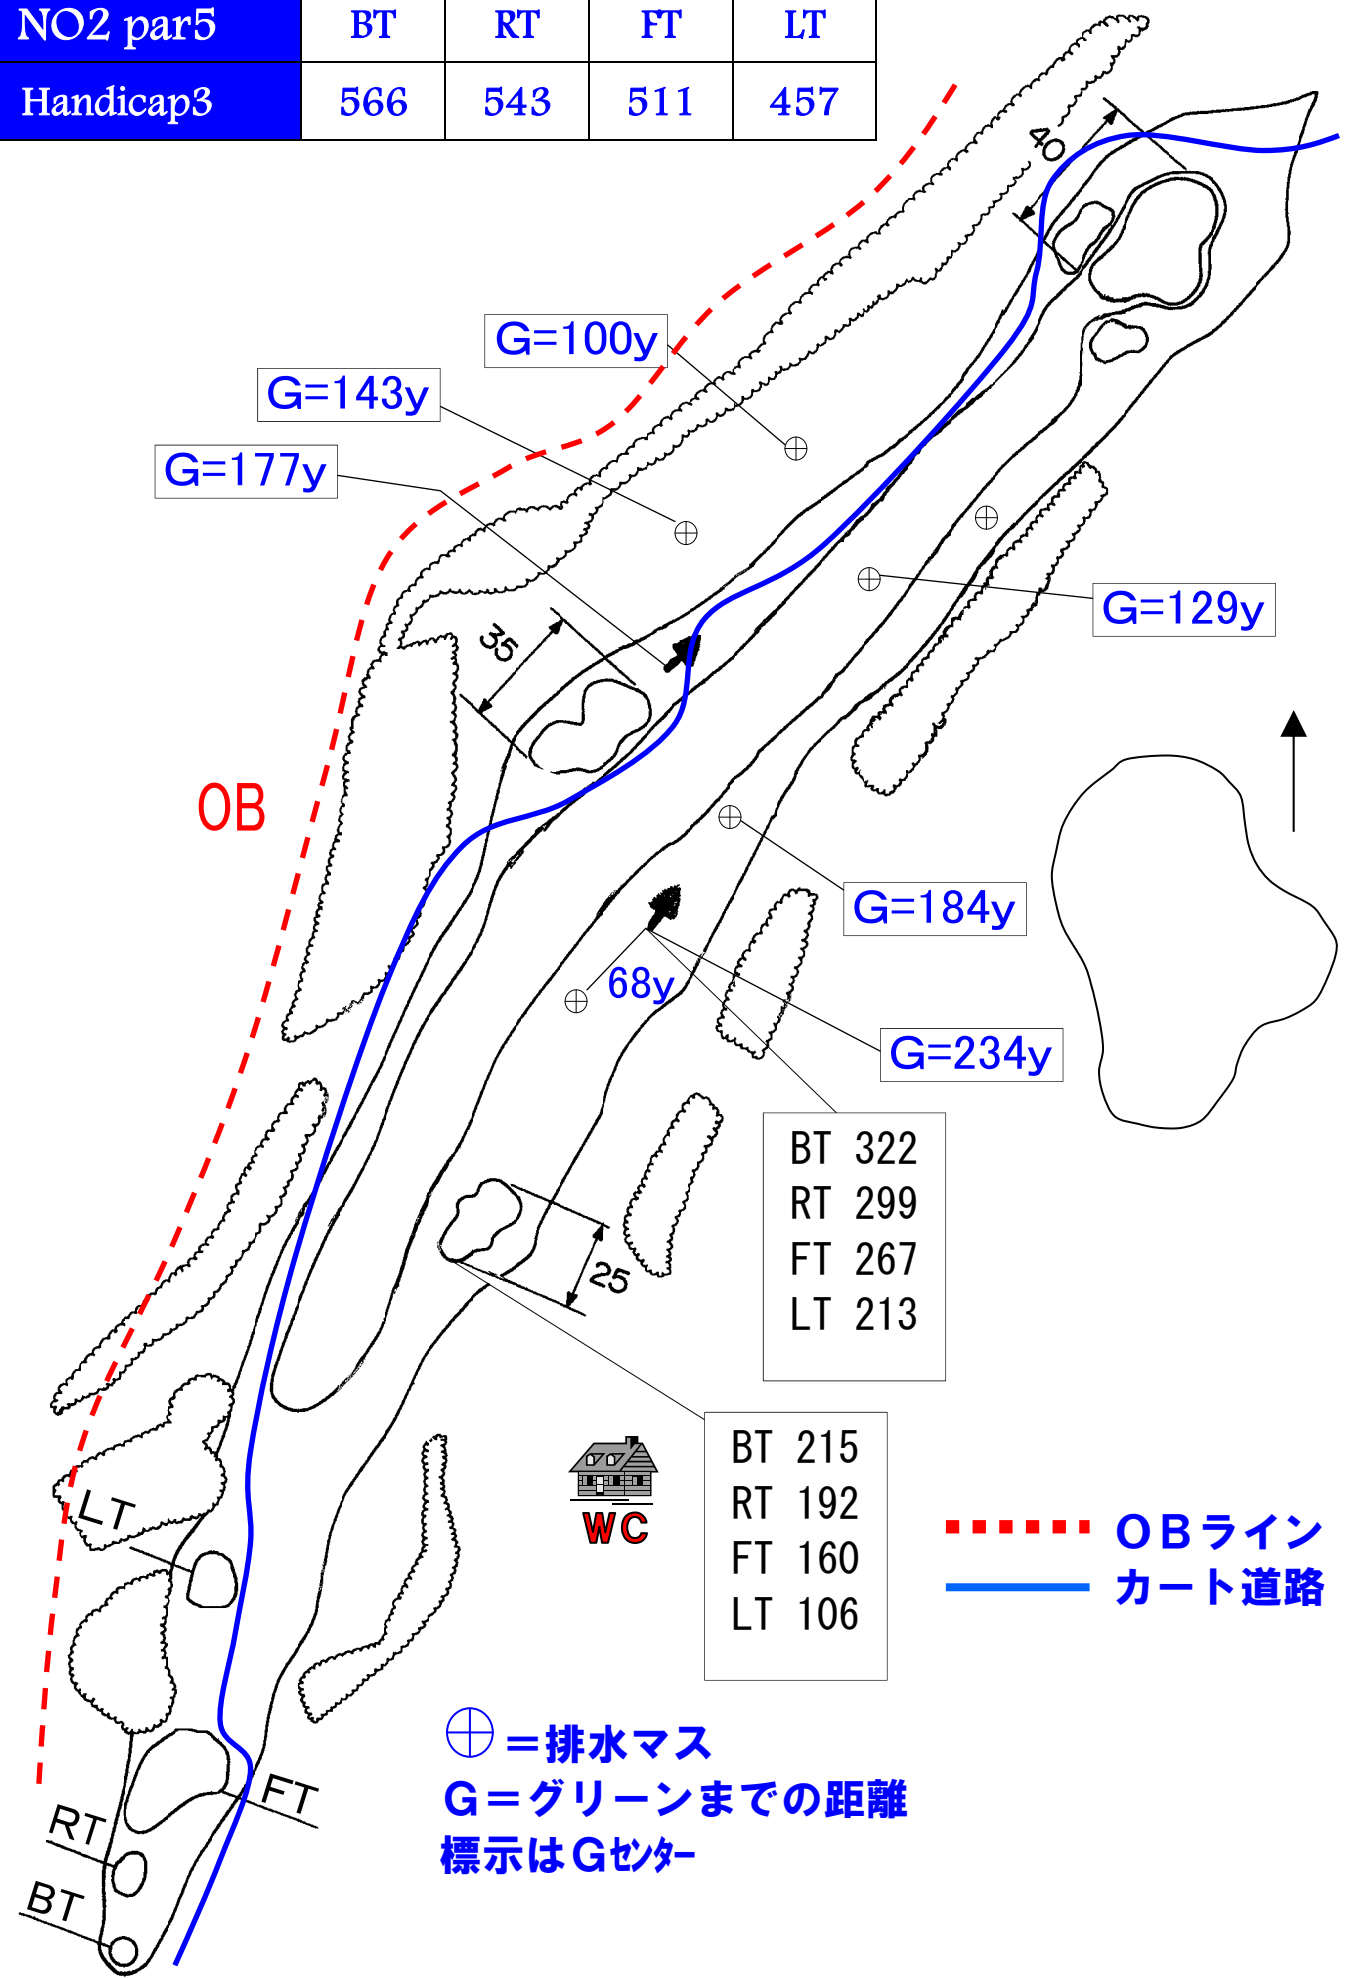 NO2 par5 BT RT FT LT
Handicap3 566 543 511 457
40
G=100y
G=143y
G=177y
35
G=129y
OB
G=184y
68y
G=234y
BT 322
RT 299
FT 267
LT 213
25
BT 215
RT 192
FT 160
LT 106
WC
LT
OBライン
カート道路
FT
RT
BT
=排水マス
G=グリーンまでの距離
標示はGセンター